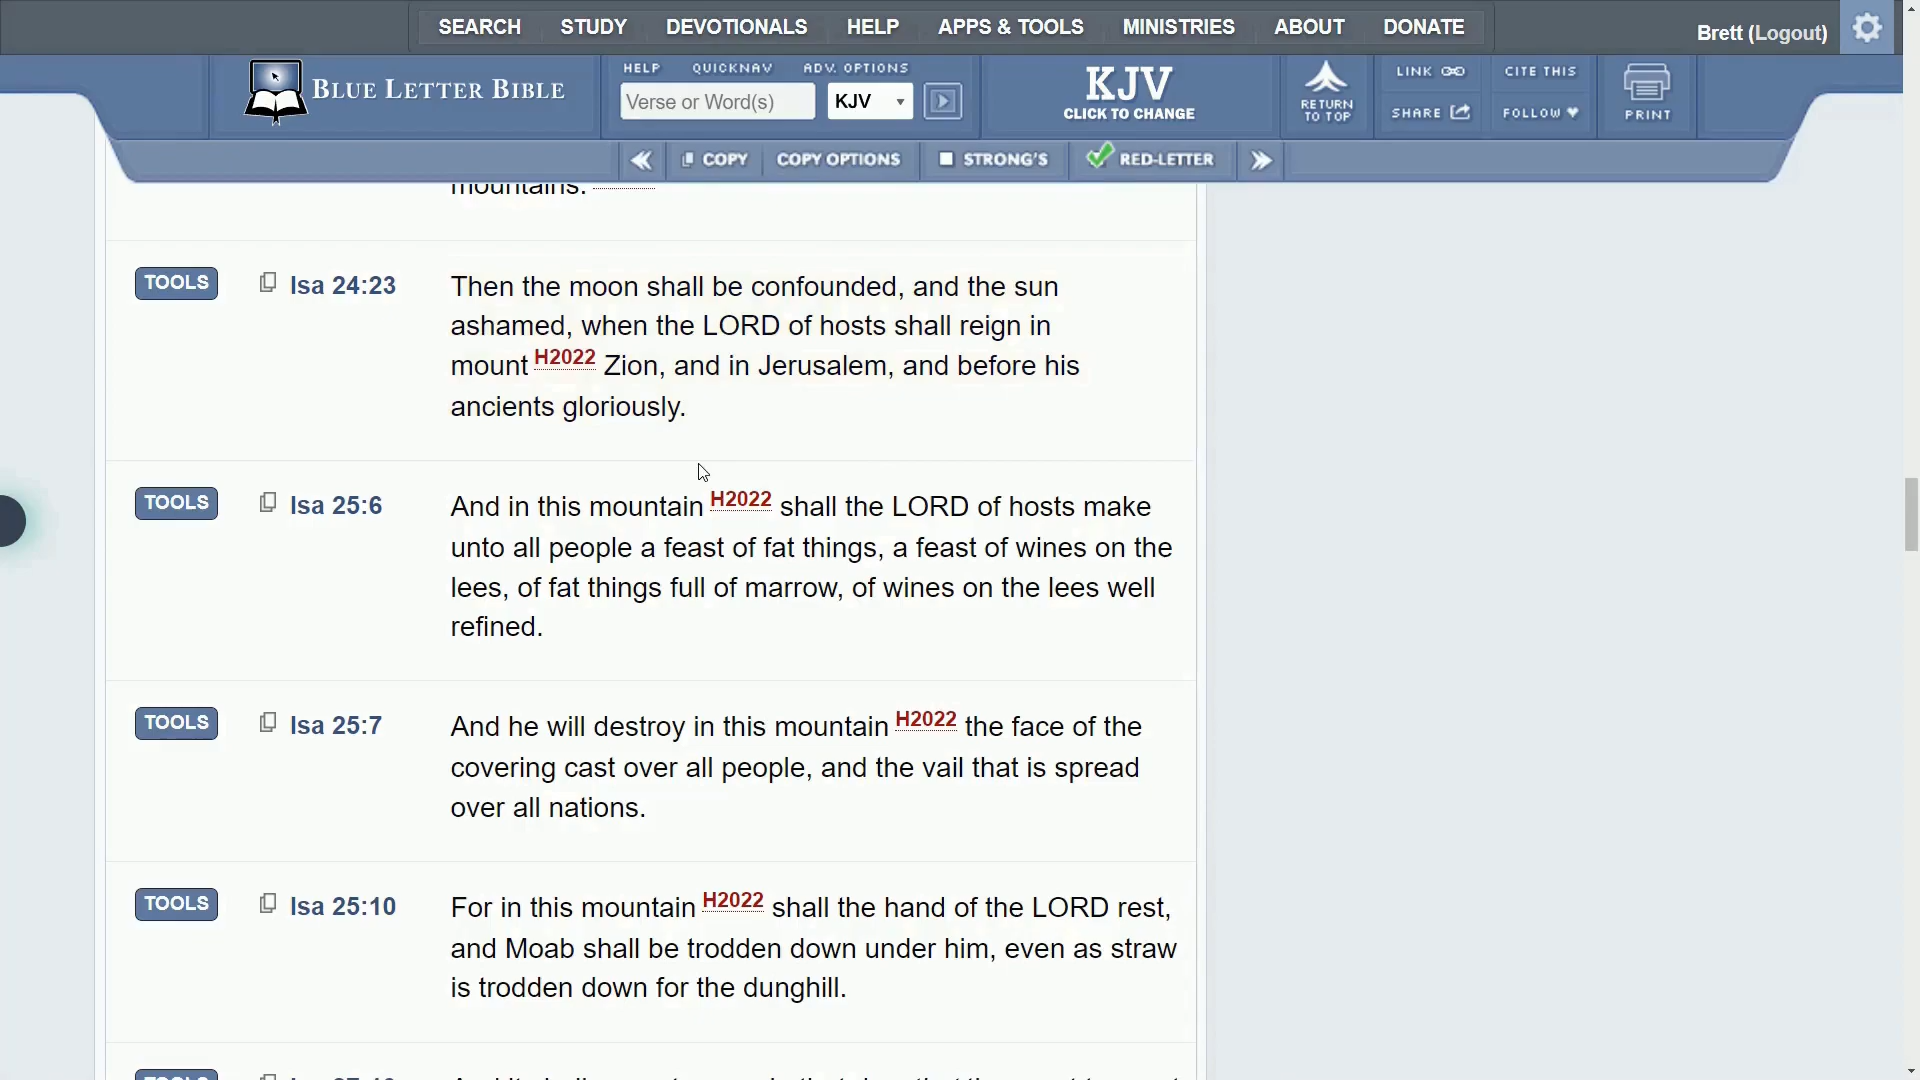 SEARCH STUDY DEVOTIONALS HELP APPS & TOOLS MINISTRIES ABOUT DONATE
Brett (Logout)
BLUE LETTER BIBLE
HELP QUICKNAV ADV. OPTIONS
Verse or Word(s) KJV
KJV
CLICK TO CHANGE
RETURN
TO TOP
LINK CITE THIS
SHARE FOLLOW
PRINT
COPY COPY OPTIONS STRONG'S RED-LETTER
mountains.
TOOLS Isa 24:23 Then the moon shall be confounded, and the sun
ashamed, when the LORD of hosts shall reign in
mount H2022 Zion, and in Jerusalem, and before his
ancients gloriously.
TOOLS Isa 25:6 And in this mountain H2022 shall the LORD of hosts make
unto all people a feast of fat things, a feast of wines on the
lees, of fat things full of marrow, of wines on the lees well
refined.
TOOLS Isa 25:7 And he will destroy in this mountain H2022 the face of the
covering cast over all people, and the vail that is spread
over all nations.
TOOLS Isa 25:10 For in this mountain H2022 shall the hand of the LORD rest,
and Moab shall be trodden down under him, even as straw
is trodden down for the dunghill.